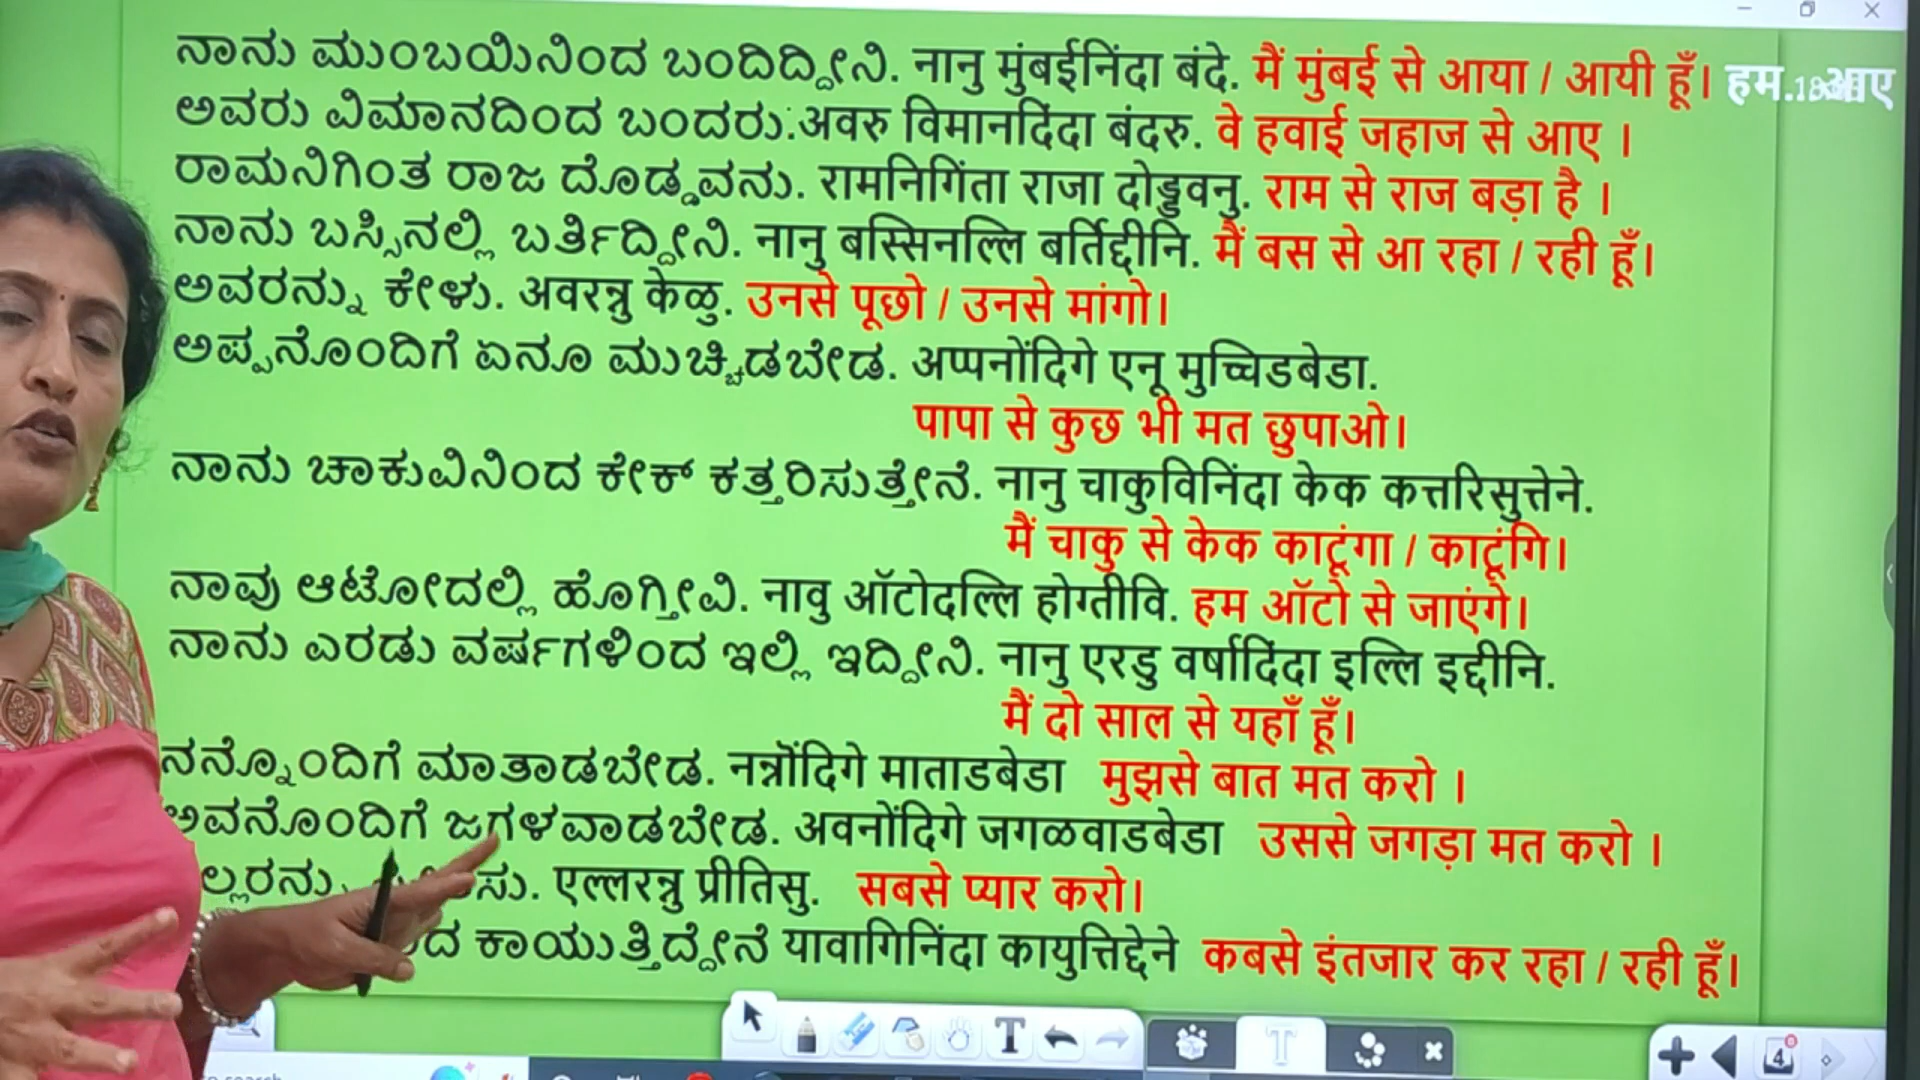 ನಾನು ಮುಂಬಯಿನಿಂದ ಬಂದಿದ್ದೀನಿ. नानु मुंबईनिंदा बंदे. मैं मुंबई से आया / आयी हूँ। हम
ಅವರು ವಿಮಾನದಿಂದ ಬಂದರು. अवरु विमानदिंदा बंदरु. वे हवाई जहाज से आए ।
ರಾಮನಿಗಿಂತ ರಾಜ ದೊಡ್ಡವನು. रामनिगिंता राजा दोड्डवनु. राम से राज बड़ा है ।
ನಾನು ಬಸ್ಸಿನಲ್ಲಿ ಬರ್ತಿದ್ದೀನಿ. नानु बस्सिनल्लि बर्तिद्दीनि. मैं बस से आ रहा / रही हूँ।
ಅವರನ್ನು ಕೇಳು. अवरन्नु केळु. उनसे पूछो / उनसे मांगो।
ಅಪ್ಪನೊಂದಿಗೆ ಏನೂ ಮುಚ್ಚಿಡಬೇಡ. अप्पनोंदिगे एनू मुच्चिडबेडा.
पापा से कुछ भी मत छुपाओ।
ನಾನು ಚಾಕುವಿನಿಂದ ಕೇಕ್ ಕತ್ತರಿಸುತ್ತೇನೆ. नानु चाकुविनिंदा केक कत्तरिसुत्तेने.
मैं चाकु से केक काटूंगा / काटूंगि।
ನಾವು ಆಟೋದಲ್ಲಿ ಹೊಗ್ತೀವಿ. नावु ऑटोदल्लि होग्तीवि. हम ऑटो से जाएंगे।
ನಾನು ಎರಡು ವರ್ಷಗಳಿಂದ ಇಲ್ಲಿ ಇದ್ದೀನಿ. नानु एरडु वर्षादिंदा इल्लि इद्दीनि.
मैं दो साल से यहाँ हूँ।
ನನ್ನೊಂದಿಗೆ ಮಾತಾಡಬೇಡ. नन्नोंदिगे माताडबेडा मुझसे बात मत करो ।
ಅವನೊಂದಿಗೆ ಜಗಳವಾಡಬೇಡ. अवनोंदिगे जगळवाडबेडा उससे जगड़ा मत करो ।
एल्लरन्नु प्रीतिसु. सबसे प्यार करो।
ಕಾಯುತ್ತಿದ್ದೇನೆ यावागिनिंदा कायुत्तिद्देने कबसे इंतजार कर रहा / रही हूँ।